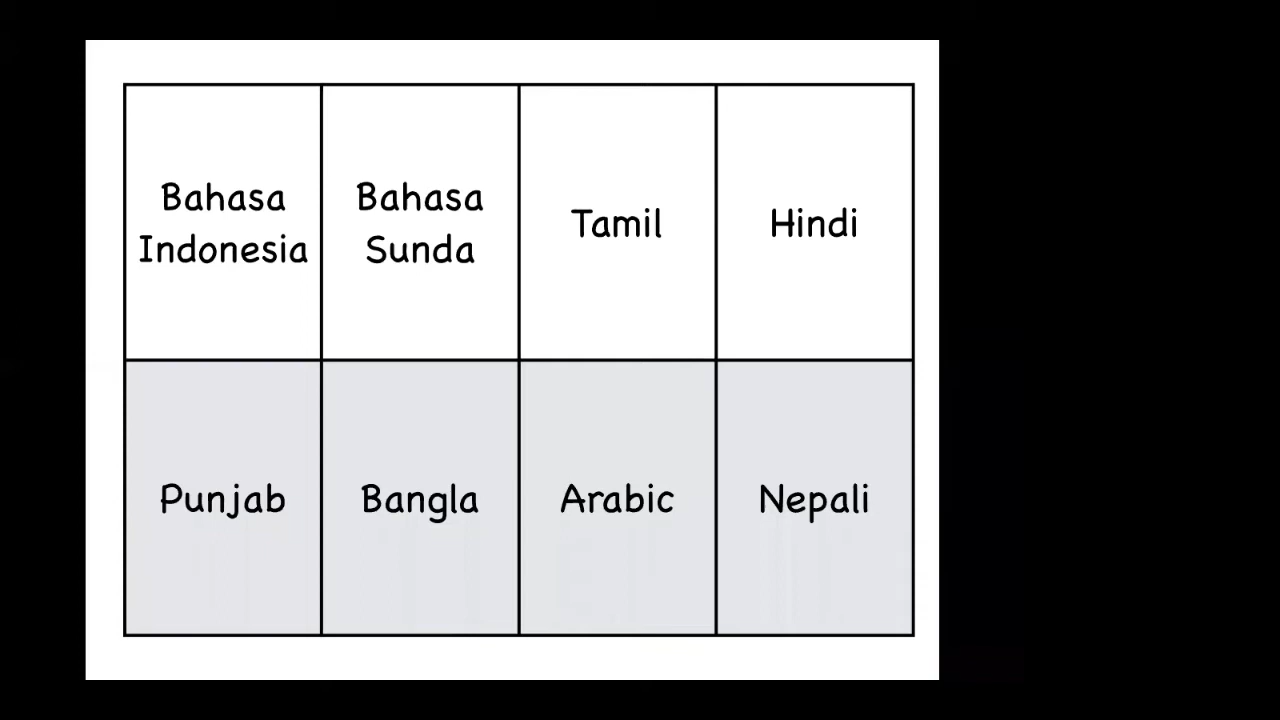 Bahasa
Indonesia
Bahasa
Sunda
Tamil
Hindi
Punjab
Bangla
Arabic
Nepali